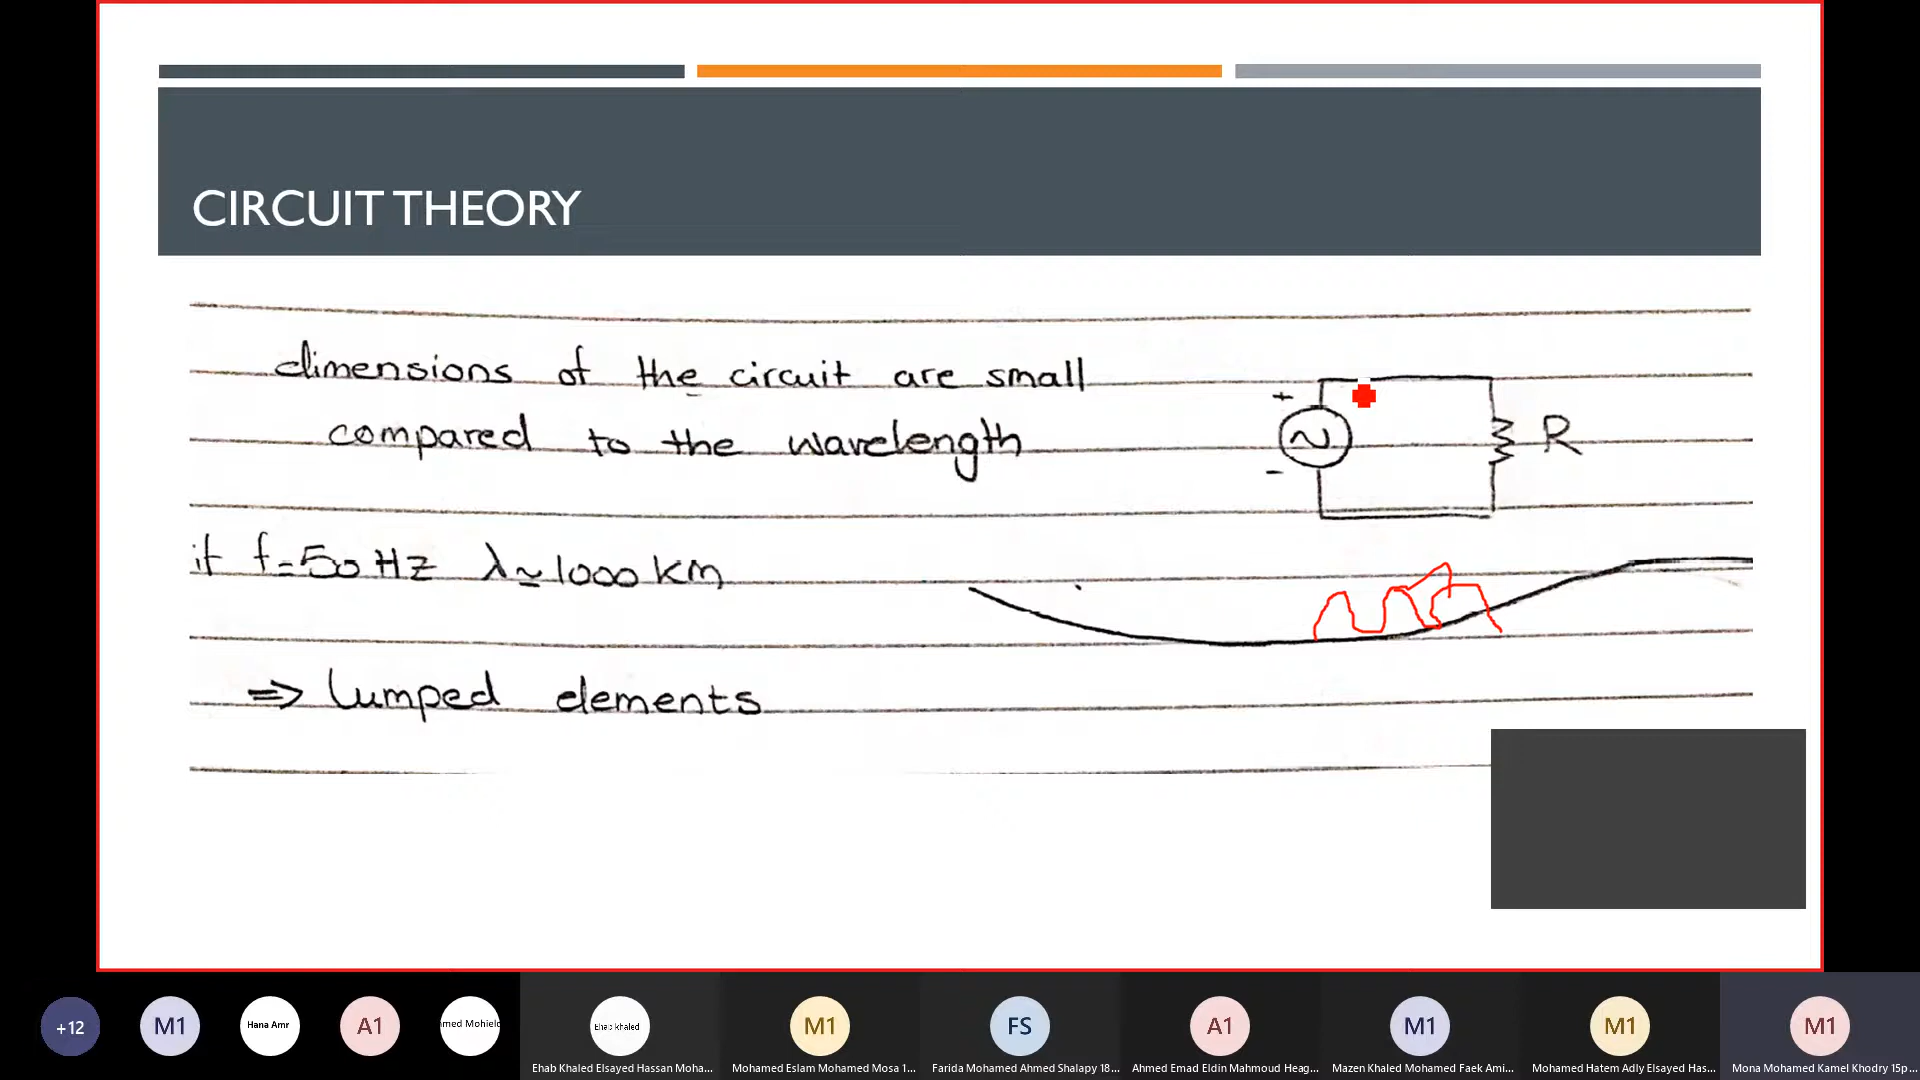 CIRCUIT THEORY
dimensions of the circuit are small
compared to the wavelength
+
R
-
if f=50 Hz λ≃1000 km
⇒ lumped elements
+12
M1
Hana Amr
A1
Ehab khaled
M1
FS
A1
M1
M1
M1
Ehab Khaled Elsayed Hassan Moha...
Mohamed Eslam Mohamed Mosa 1...
Farida Mohamed Ahmed Shalapy 18...
Ahmed Emad Eldin Mahmoud Heag...
Mazen Khaled Mohamed Faek Ami...
Mohamed Hatem Adly Elsayed Has...
Mona Mohamed Kamel Khodry 15p...